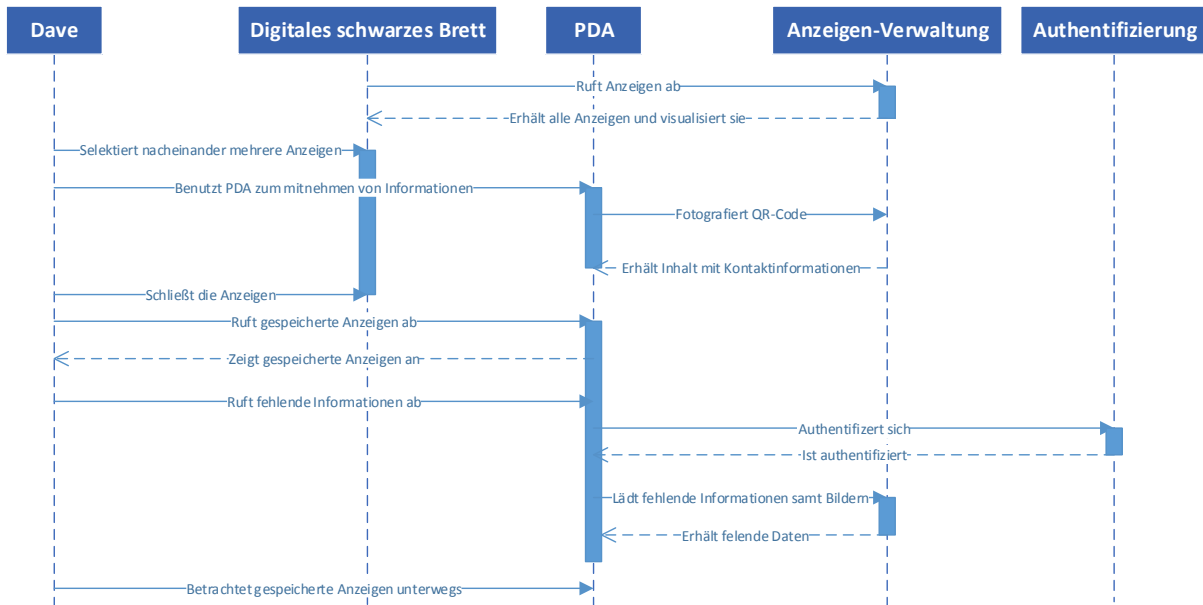 Dave
Digitales schwarzes Brett
PDA
Anzeigen-Verwaltung
Authentifizierung
Ruft Anzeigen ab
Erhält alle Anzeigen und visualisiert sie
Selektiert nacheinander mehrere Anzeigen
Benutzt PDA zum mitnehmen von Informationen
Fotografiert QR-Code
Erhält Inhalt mit Kontaktinformationen
Schließt die Anzeigen
Ruft gespeicherte Anzeigen ab
Zeigt gespeicherte Anzeigen an
Ruft fehlende Informationen ab
Authentifizert sich
Ist authentifiziert
Lädt fehlende Informationen samt Bildern
Erhält felende Daten
Betrachtet gespeicherte Anzeigen unterwegs